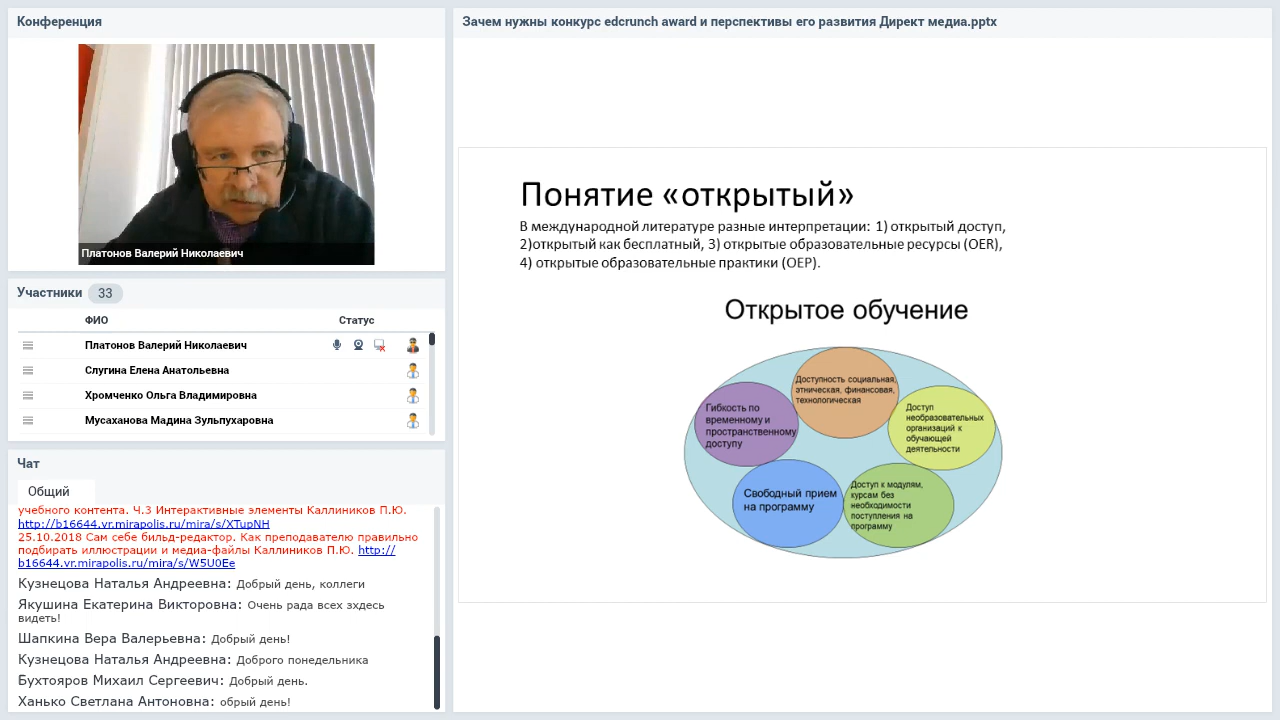 Конференция
Платонов Валерий Николаевич
Участники 33
ФИО Статус
Платонов Валерий Николаевич
Слугина Елена Анатольевна
Хромченко Ольга Владимировна
Мусаханова Мадина Зульпухаровна
Чат
Общий
учебного контента. Ч.3 Интерактивные элементы Каллиников П.Ю.
http://b16644.vr.mirapolis.ru/mira/s/XTupNH
25.10.2018 Сам себе бильд-редактор. Как преподавателю правильно
подбирать иллюстрации и медиа-файлы Каллиников П.Ю. http://
b16644.vr.mirapolis.ru/mira/s/W5U0Ee
Кузнецова Наталья Андреевна: Добрый день, коллеги
Якушина Екатерина Викторовна: Очень рада всех зхдесь
видеть!
Шапкина Вера Валерьевна: Добрый день!
Кузнецова Наталья Андреевна: Доброго понедельника
Бухтояров Михаил Сергеевич: Добрый день.
Ханько Светлана Антоновна: обрый день!
Зачем нужны конкурс edcrunch award и перспективы его развития Директ медиа.pptx
Понятие «открытый»
В международной литературе разные интерпретации: 1) открытый доступ,
2)открытый как бесплатный, 3) открытые образовательные ресурсы (OER),
4) открытые образовательные практики (OEP).
Открытое обучение
Доступность социальная,
этническая, финансовая,
технологическая
Гибкость по
временному и
пространственному
доступу
Доступ
необразовательных
организаций к
обучающей
деятельности
Свободный прием
на программу
Доступ к модулям,
курсам без
необходимости
поступления на
программу